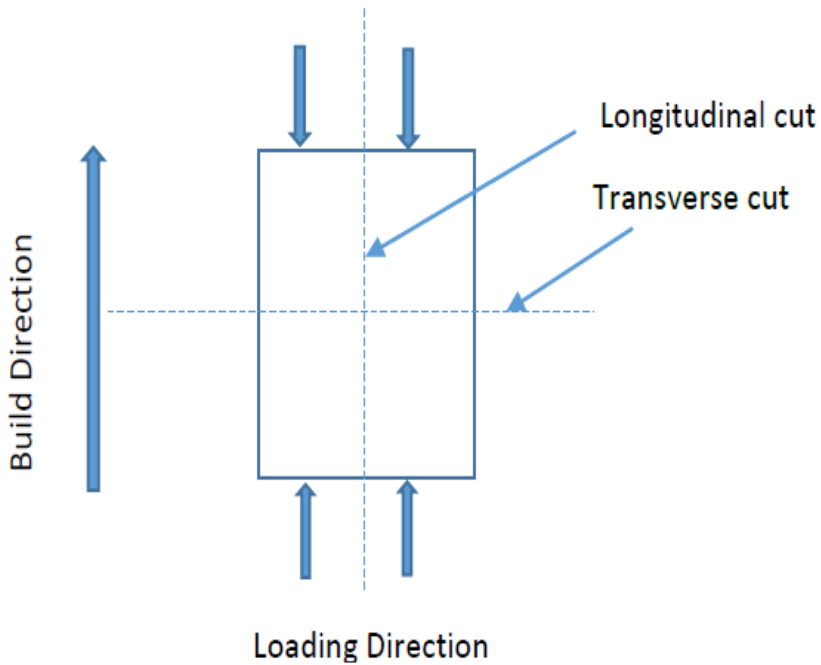 Longitudinal cut
Transverse cut
Build Direction
Loading Direction